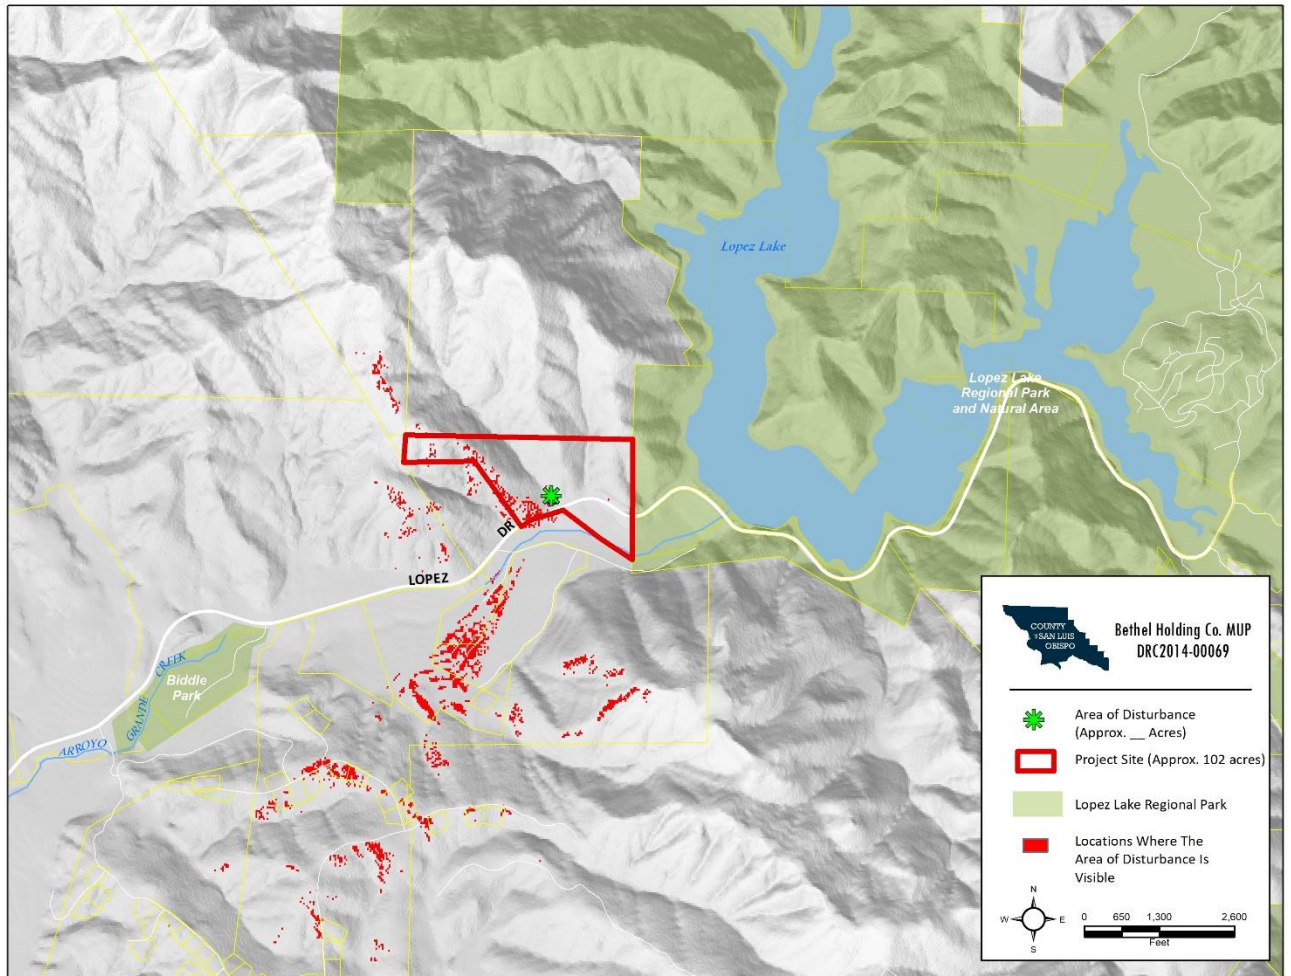 Lopez Lake
Lopez Lake
Regional Park
and Natural Area
DR
LOPEZ
Biddle
Park
CREEK
GRANDE
ARROYO
COUNTY
OF SAN LUIS
OBISPO
Bethel Holding Co. MUP
DRC2014-00069
Area of Disturbance
(Approx. __ Acres)
Project Site (Approx. 102 acres)
Lopez Lake Regional Park
Locations Where The
Area of Disturbance Is
Visible
N
W E
S
0 650 1,300 2,600
Feet